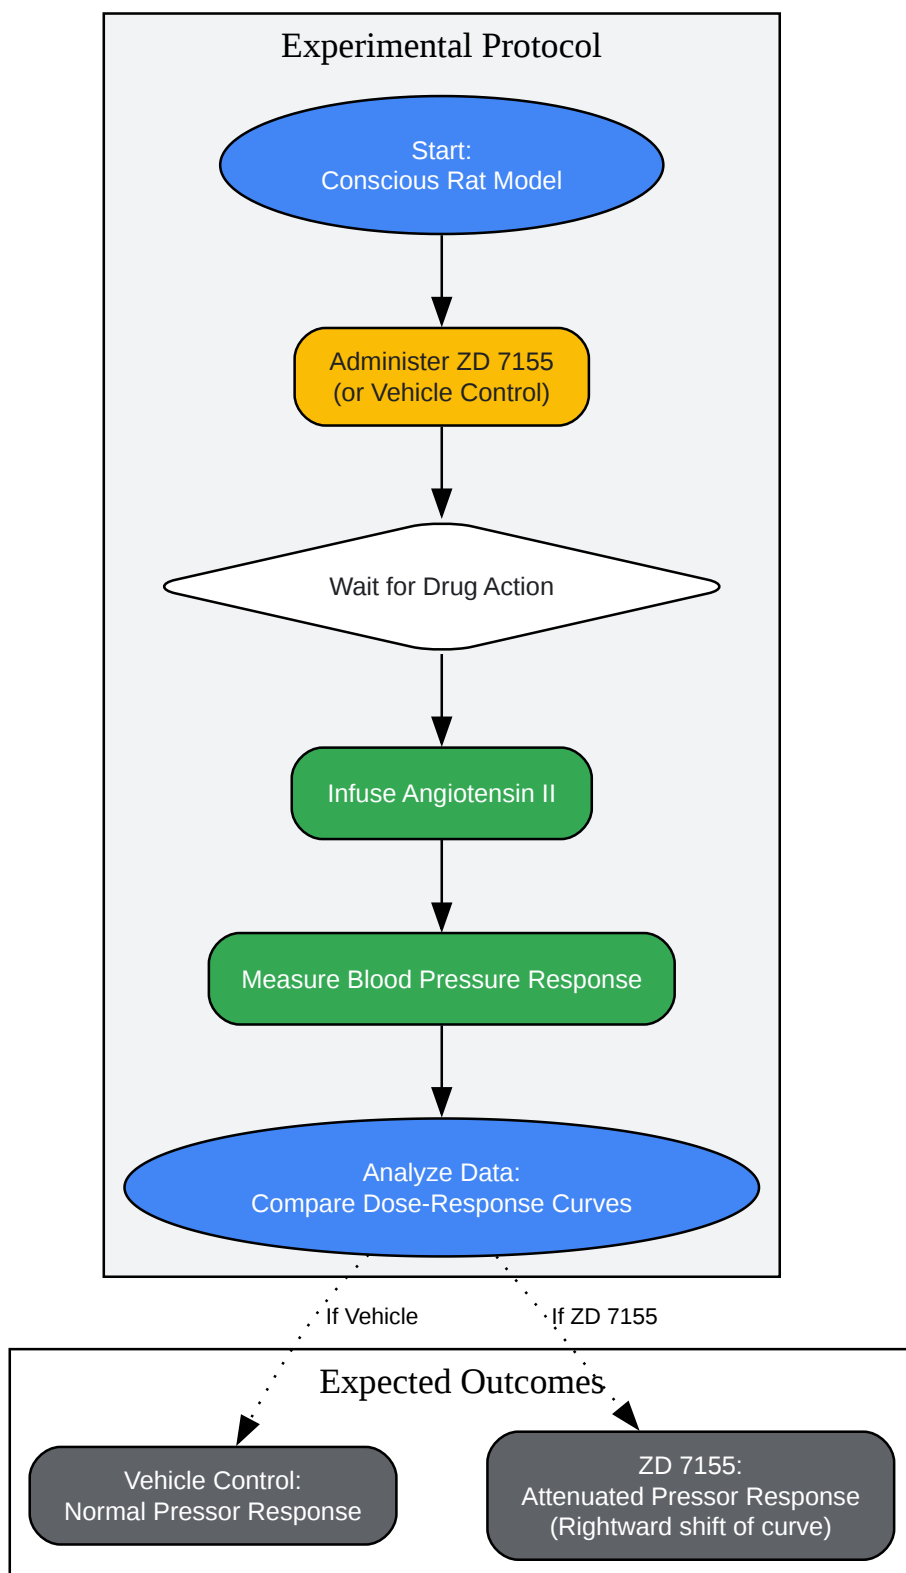 Experimental Protocol
Start:
Conscious Rat Model
Administer ZD 7155
(or Vehicle Control)
Wait for Drug Action
Infuse Angiotensin II
Measure Blood Pressure Response
Analyze Data:
Compare Dose-Response Curves
If Vehicle
If ZD 7155
Expected Outcomes
Vehicle Control:
Normal Pressor Response
ZD 7155:
Attenuated Pressor Response
(Rightward shift of curve)